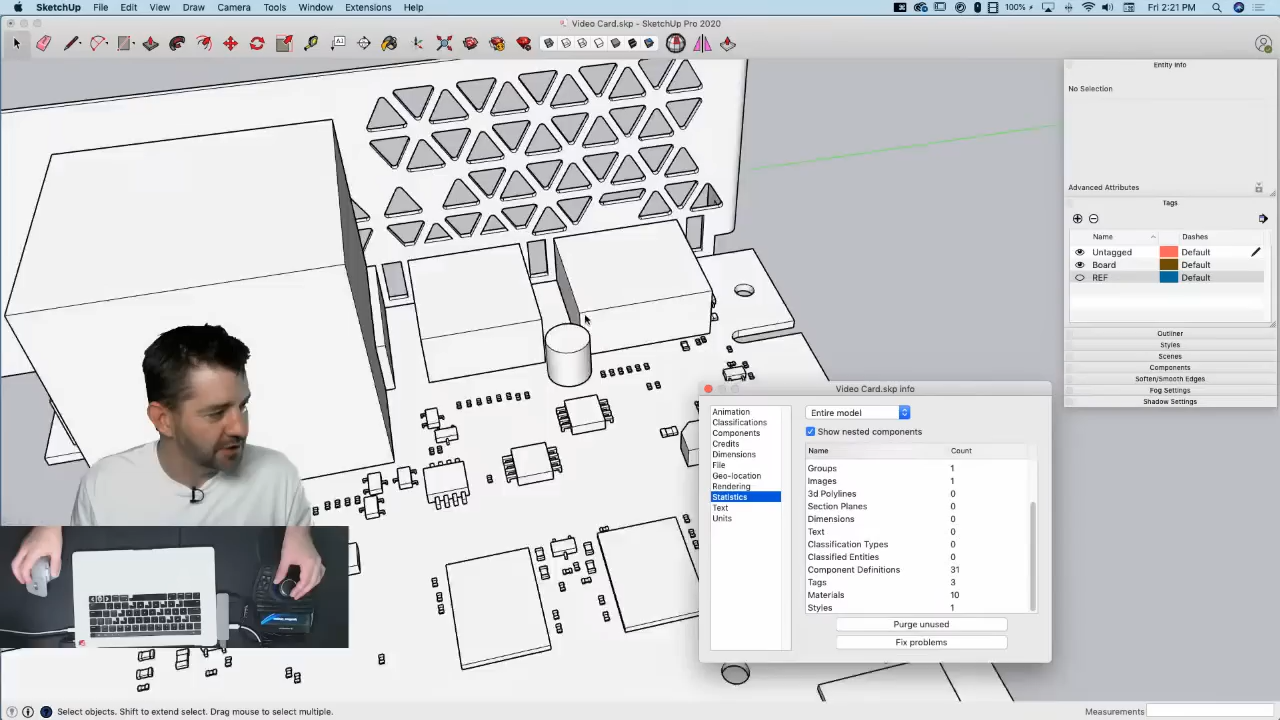 SketchUp File Edit View Draw Camera Tools Window Extensions Help 100% Fri 2:21 PM
Video Card.skp - SketchUp Pro 2020
Entity Info
No Selection
Advanced Attributes
Tags
Name Dashes
Untagged Default
Board Default
REF Default
Outliner
Styles
Scenes
Components
Soften/Smooth Edges
Fog Settings
Shadow Settings
Video Card.skp info
Animation
Classifications
Components
Credits
Dimensions
File
Geo-location
Rendering
Statistics
Text
Units
Entire model
Show nested components
Name Count
Groups 1
Images 1
3d Polylines 0
Section Planes 0
Dimensions 0
Text 0
Classification Types 0
Classified Entities 0
Component Definitions 31
Tags 3
Materials 10
Styles 1
Purge unused
Fix problems
Select objects. Shift to extend select. Drag mouse to select multiple.
Measurements